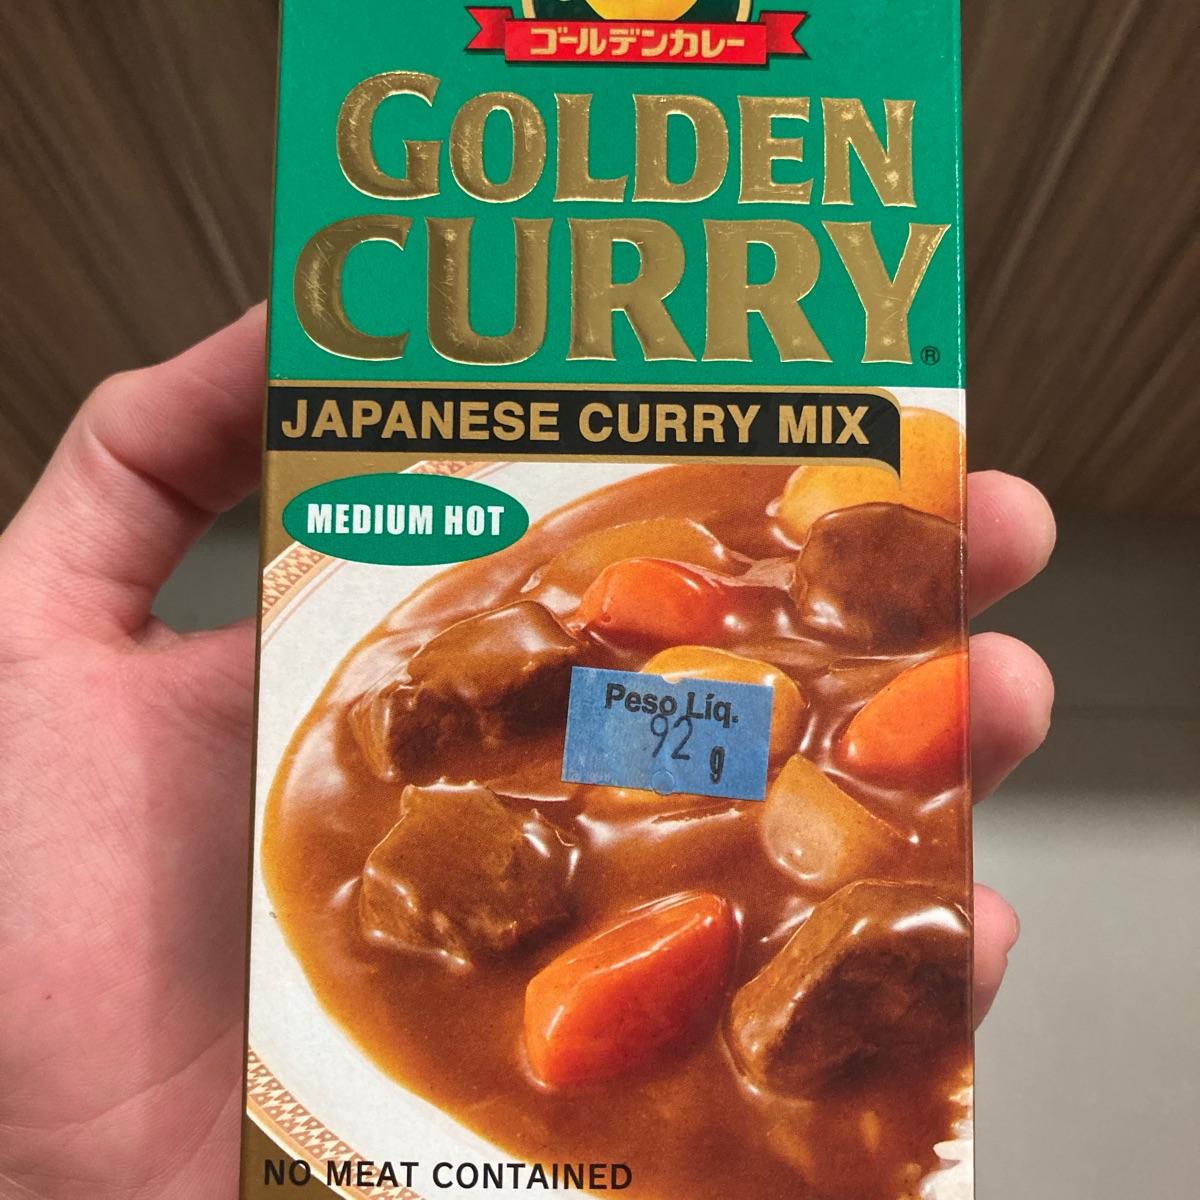 ゴールデンカレー
GOLDEN
CURRY®
JAPANESE CURRY MIX
MEDIUM HOT
Peso Líq.
92 g
NO MEAT CONTAINED